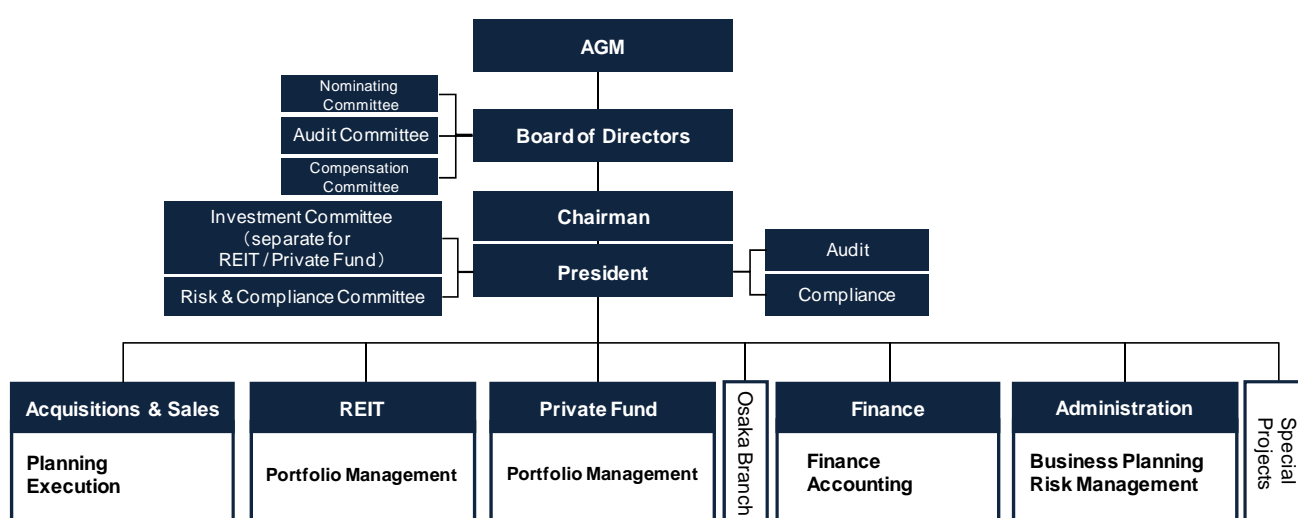 AGM
Nominating
Committee
Audit Committee
Compensation
Committee
Board of Directors
Chairman
Investment Committee
（separate for
REIT / Private Fund）
Risk & Compliance Committee
President
Audit
Compliance
Acquisitions & Sales
Planning
Execution
REIT
Portfolio Management
Private Fund
Portfolio Management
Osaka Branch
Finance
Finance
Accounting
Administration
Business Planning
Risk Management
Special
Projects